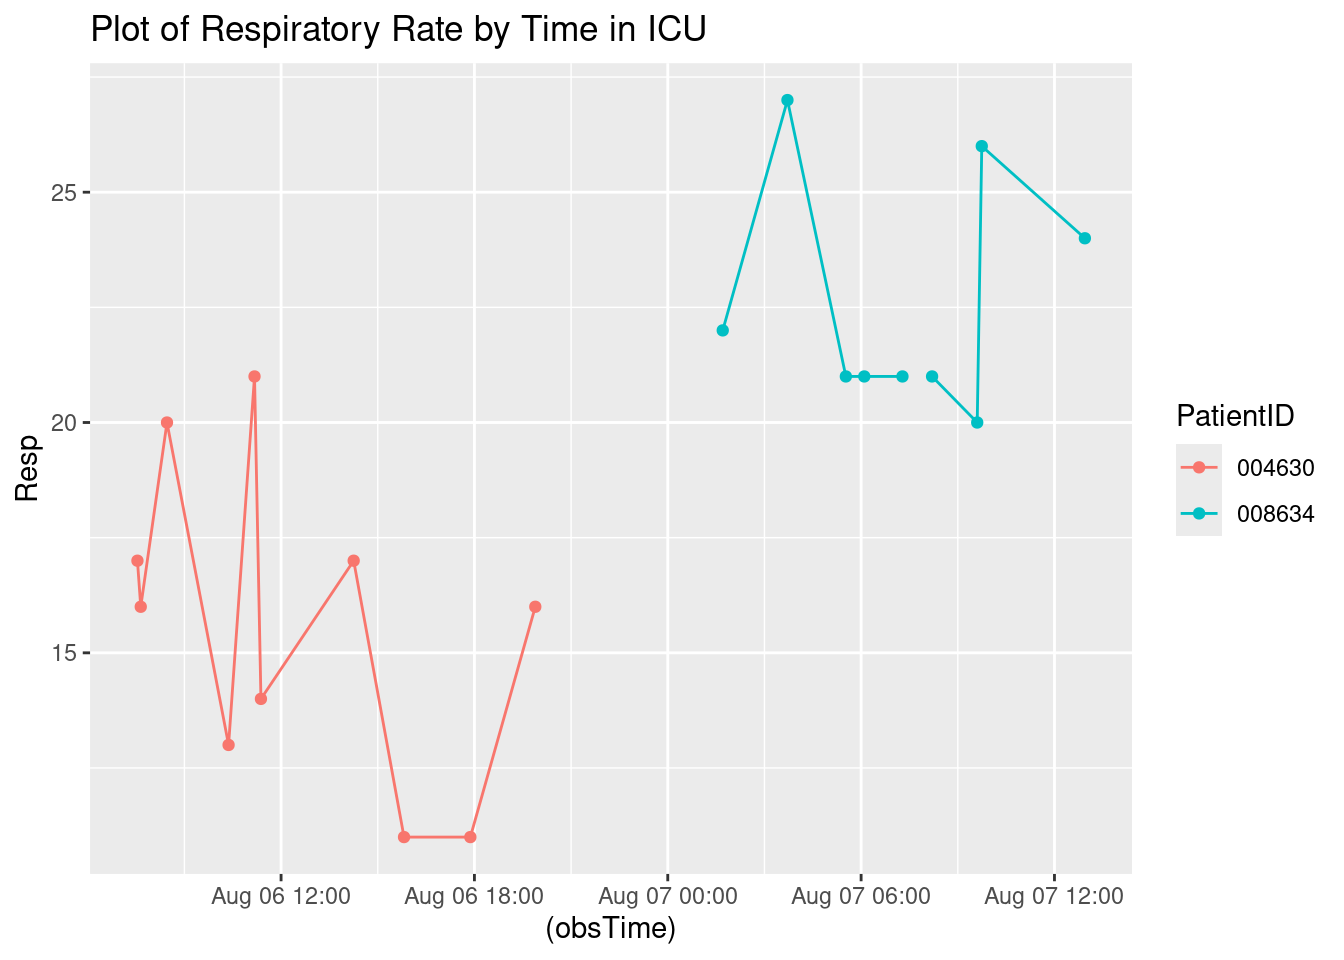 Plot of Respiratory Rate by Time in ICU
25
20
15
Resp
Aug 06 12:00 Aug 06 18:00 Aug 07 00:00 Aug 07 06:00 Aug 07 12:00
(obsTime)
PatientID
004630
008634